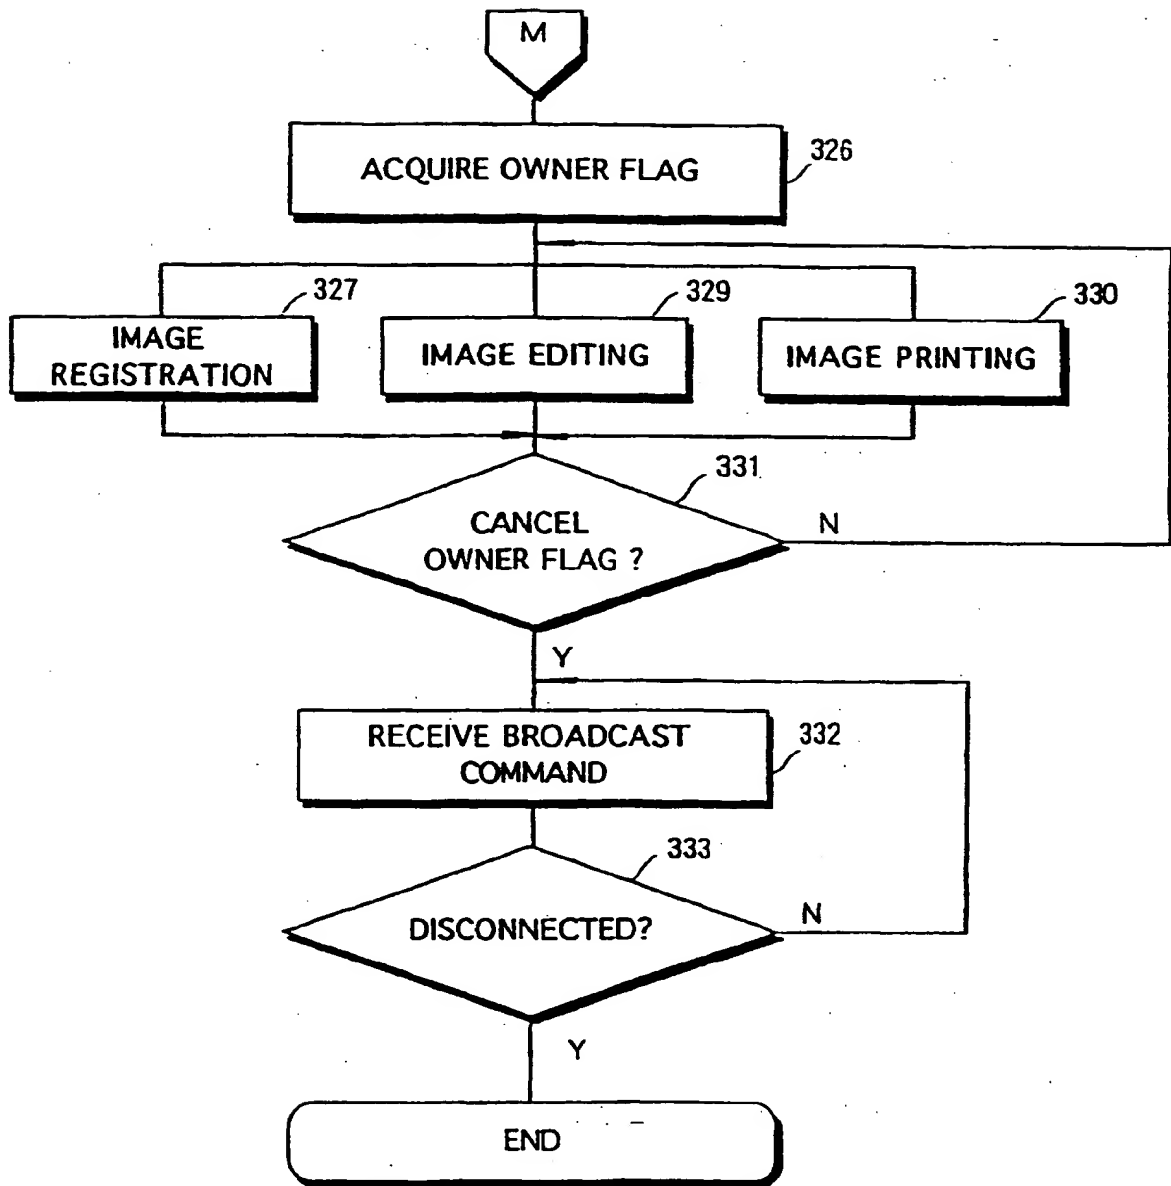 M
ACQUIRE OWNER FLAG
326
327
329
330
IMAGE
REGISTRATION
IMAGE EDITING
IMAGE PRINTING
331
CANCEL
OWNER FLAG ?
N
Y
RECEIVE BROADCAST
COMMAND
332
333
DISCONNECTED?
N
Y
END